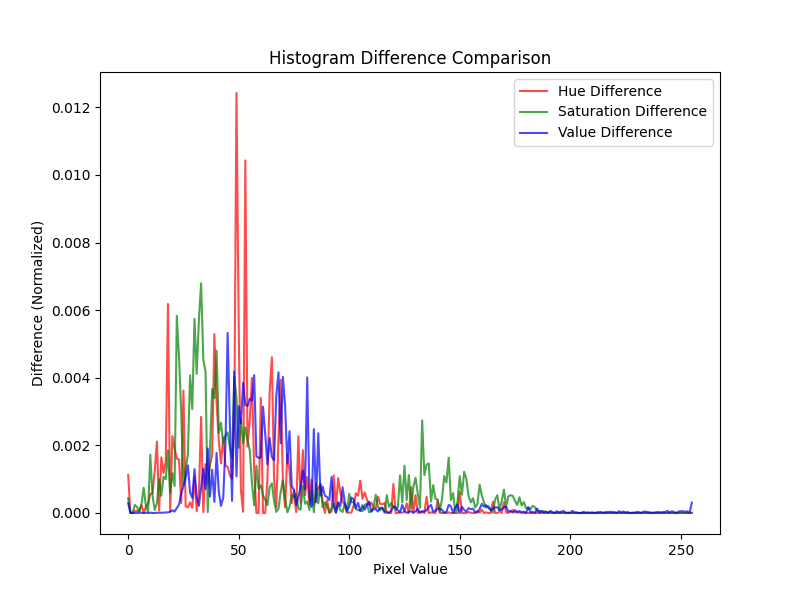 Histogram Difference Comparison
Hue Difference
Saturation Difference
Value Difference
Difference (Normalized)
0.012
0.010
0.008
0.006
0.004
0.002
0.000
0 50 100 150 200 250
Pixel Value